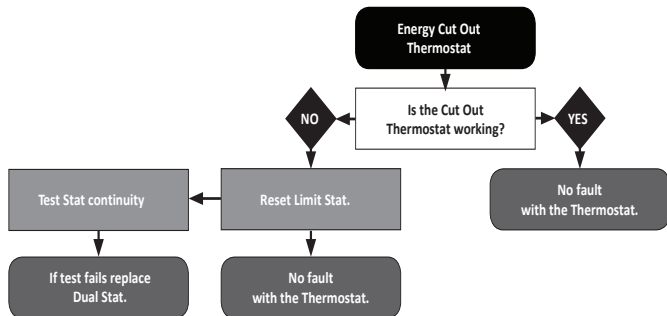 Energy Cut Out
Thermostat
Is the Cut Out
Thermostat working?
NO
YES
Test Stat continuity
Reset Limit Stat.
No fault
with the Thermostat.
If test fails replace
Dual Stat.
No fault
with the Thermostat.